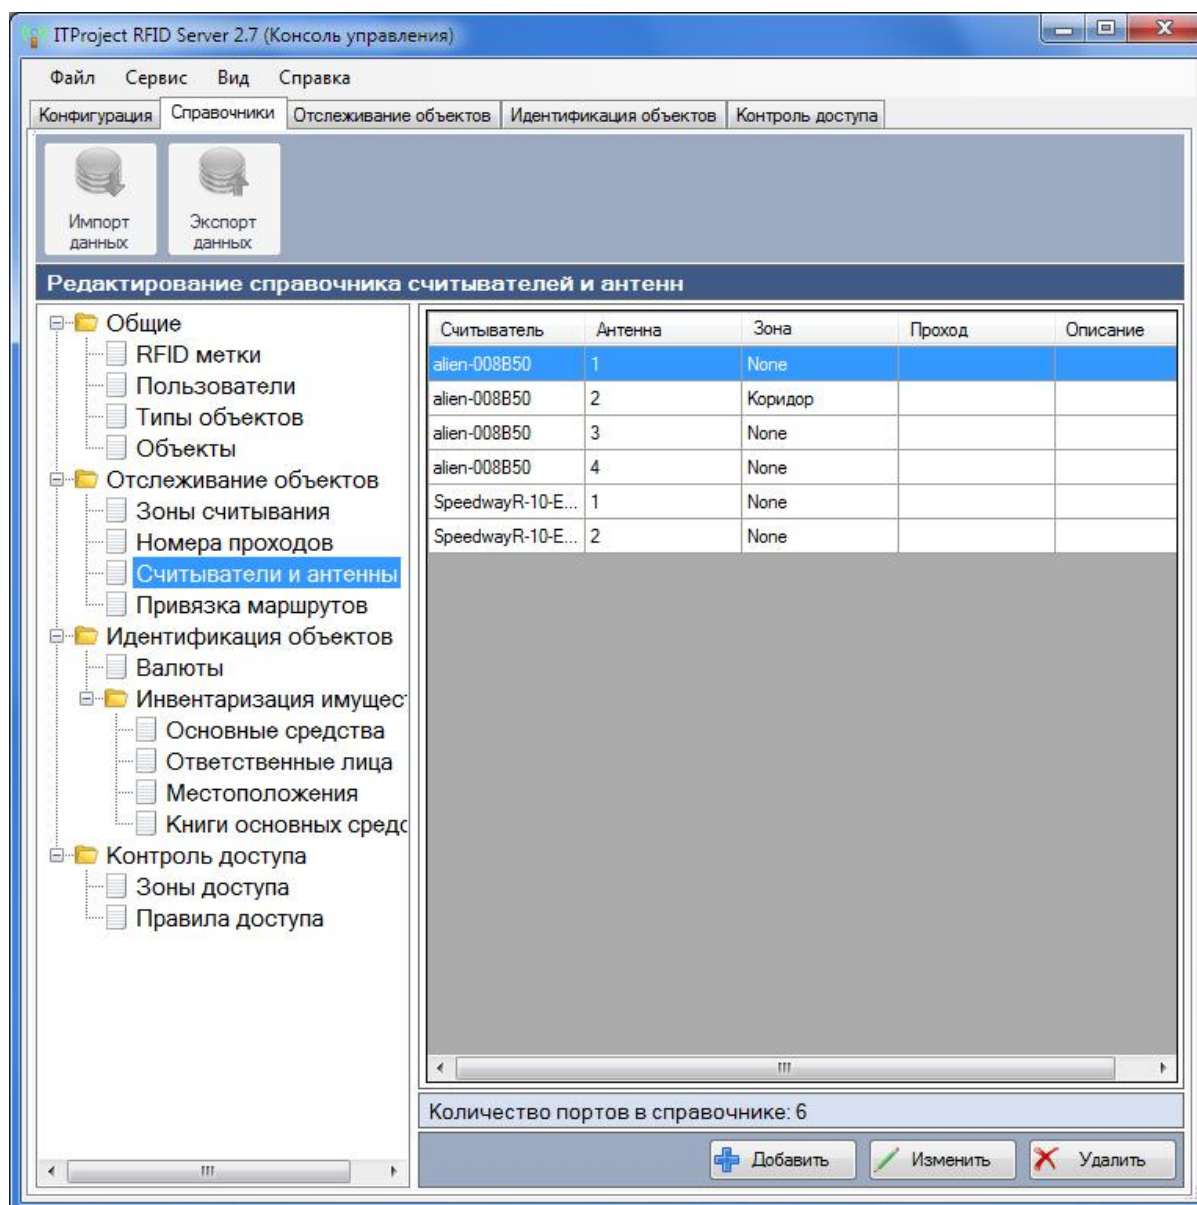 ITProject RFID Server 2.7 (Консоль управления)
Файл Сервис Вид Справка
Конфигурация Справочники Отслеживание объектов Идентификация объектов Контроль доступа
Импорт данных
Экспорт данных
Редактирование справочника считывателей и антенн
Общие
RFID метки
Пользователи
Типы объектов
Объекты
Отслеживание объектов
Зоны считывания
Номера проходов
Считыватели и антенны
Привязка маршрутов
Идентификация объектов
Валюты
Инвентаризация имущес
Основные средства
Ответственные лица
Местоположения
Книги основных средс
Контроль доступа
Зоны доступа
Правила доступа
Считыватель Антенна Зона Проход Описание
alien-008B50 1 None
alien-008B50 2 Коридор
alien-008B50 3 None
alien-008B50 4 None
SpeedwayR-10-E... 1 None
SpeedwayR-10-E... 2 None
Количество портов в справочнике: 6
Добавить Изменить Удалить